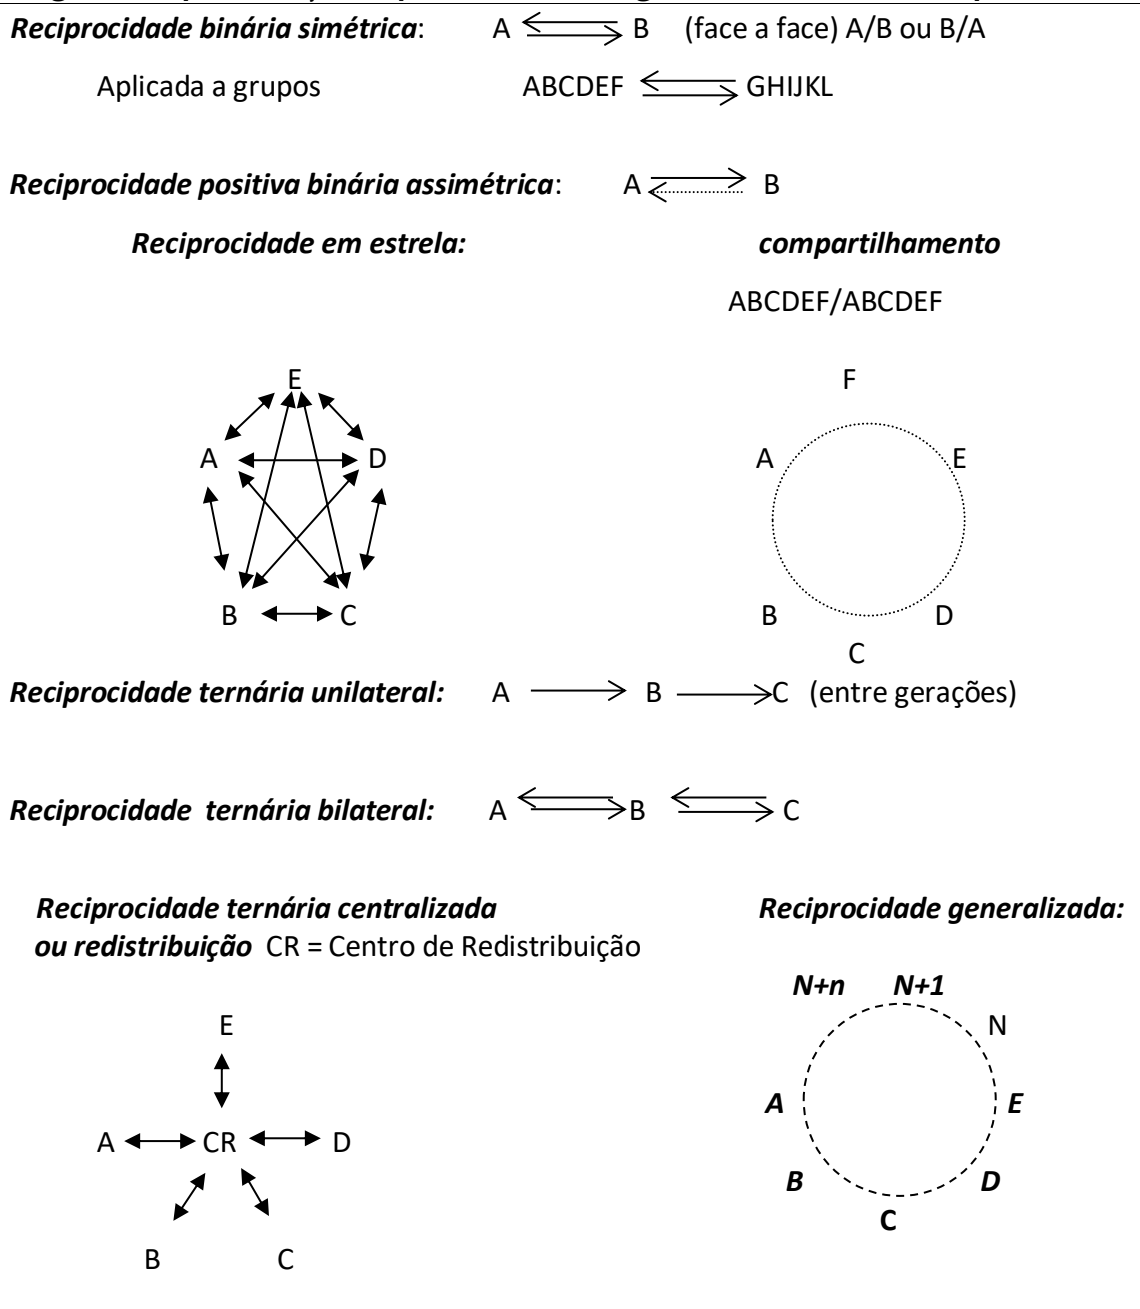 Reciprocidade binária simétrica: A B (face a face) A/B ou B/A
Aplicada a grupos ABCDEF GHIJKL
Reciprocidade positiva binária assimétrica: A B
Reciprocidade em estrela: compartilhamento
ABCDEF/ABCDEF
E F
A D A E
B C B D
C
Reciprocidade ternária unilateral: A B C (entre gerações)
Reciprocidade ternária bilateral: A B C
Reciprocidade ternária centralizada Reciprocidade generalizada:
ou redistribuição CR = Centro de Redistribuição
N+n N+1
E N
A E
A CR D B D
C
B C